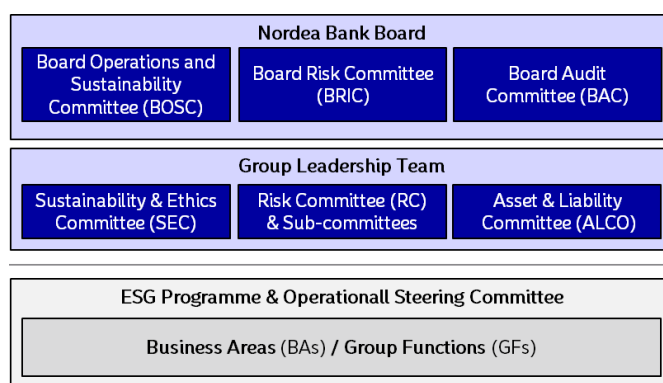 Nordea Bank Board
Board Operations and
Sustainability
Committee (BOSC)
Board Risk Committee
(BRIC)
Board Audit
Committee (BAC)
Group Leadership Team
Sustainability & Ethics
Committee (SEC)
Risk Committee (RC)
& Sub-committees
Asset & Liability
Committee (ALCO)
ESG Programme & Operationall Steering Committee
Business Areas (BAs) / Group Functions (GFs)